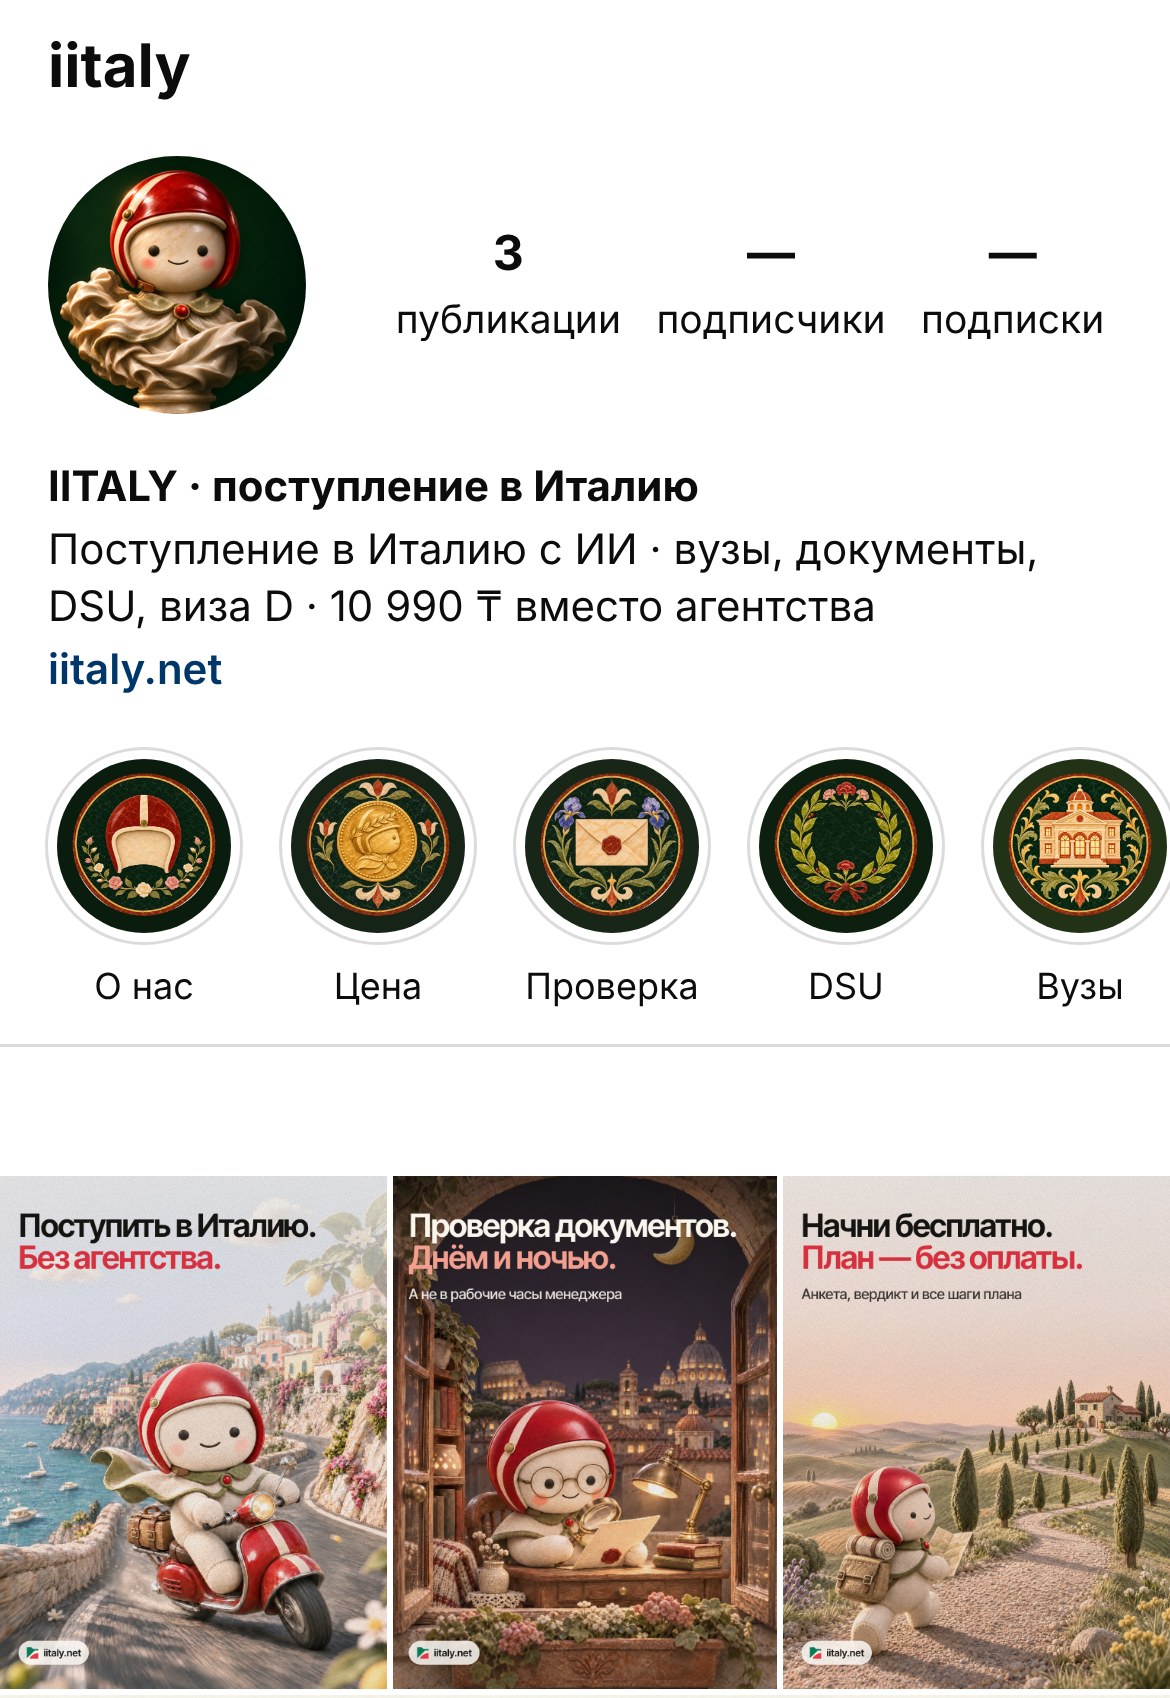 iitaly
3
публикации
—
подписчики
—
подписки
IITALY · поступление в Италию
Поступление в Италию с ИИ · вузы, документы,
DSU, виза D · 10 990 ₸ вместо агентства
iitaly.net
О нас
Цена
Проверка
DSU
Вузы
Поступить в Италию.
Без агентства.
iitaly.net
Проверка документов.
Днём и ночью.
А не в рабочие часы менеджера
iitaly.net
Начни бесплатно.
План — без оплаты.
Анкета, вердикт и все шаги плана
iitaly.net